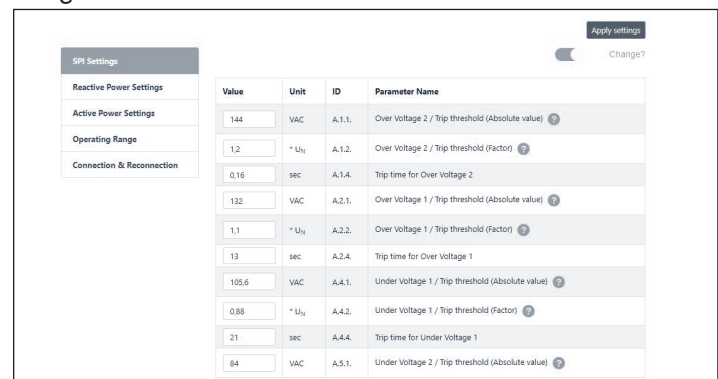 Apply settings
Change?
SPI Settings
Reactive Power Settings
Active Power Settings
Operating Range
Connection & Reconnection
Value Unit ID Parameter Name
144 VAC A.1.1. Over Voltage 2 / Trip threshold (Absolute value) ?
1,2 * UN A.1.2. Over Voltage 2 / Trip threshold (Factor) ?
0,16 sec A.1.4. Trip time for Over Voltage 2
132 VAC A.2.1. Over Voltage 1 / Trip threshold (Absolute value) ?
1,1 * UN A.2.2. Over Voltage 1 / Trip threshold (Factor) ?
13 sec A.2.4. Trip time for Over Voltage 1
105,6 VAC A.4.1. Under Voltage 1 / Trip threshold (Absolute value) ?
0,88 * UN A.4.2. Under Voltage 1 / Trip threshold (Factor) ?
21 sec A.4.4. Trip time for Under Voltage 1
84 VAC A.5.1. Under Voltage 2 / Trip threshold (Absolute value) ?